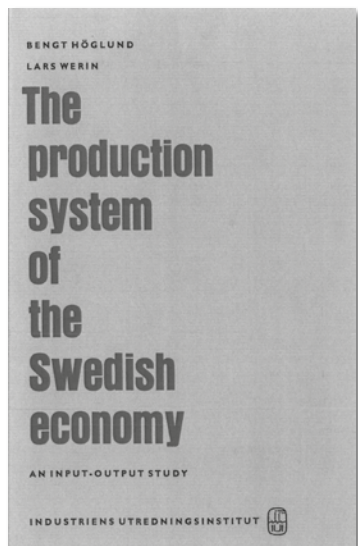 BENGT HÖGLUND
LARS WERIN
The
production
system
of
the
Swedish
economy
AN INPUT-OUTPUT STUDY
INDUSTRIENS UTREDNINGSINSTITUT